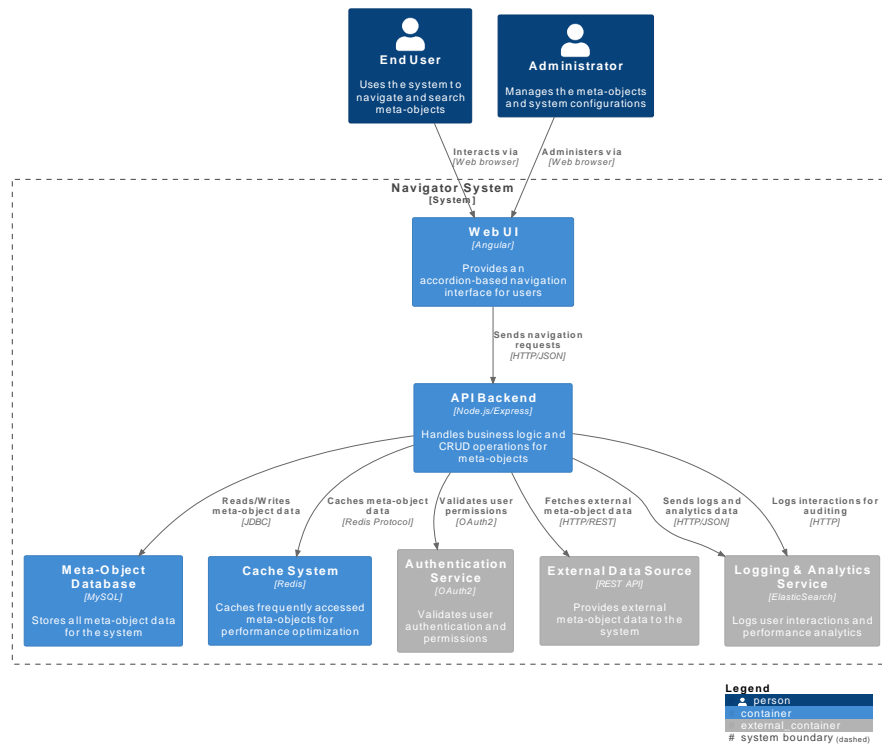 End User
Uses the system to
navigate and search
meta-objects
Administrator
Manages the meta-objects
and system configurations
Interacts via
[Web browser]
Administers via
[Web browser]
Navigator System
[System]
Web UI
[Angular]
Provides an
accordion-based navigation
interface for users
Sends navigation
requests
[HTTP/JSON]
API Backend
[Node.js/Express]
Handles business logic and
CRUD operations for
meta-objects
Reads/Writes
meta-object data
[JDBC]
Caches meta-object
data
[Redis Protocol]
Validates user
permissions
[OAuth2]
Fetches external
meta-object data
[HTTP/REST]
Sends logs and
analytics data
[HTTP/JSON]
Logs interactions for
auditing
[HTTP]
Meta-Object
Database
[MySQL]
Stores all meta-object data
for the system
Cache System
[Redis]
Caches frequently accessed
meta-objects for
performance optimization
Authentication
Service
[OAuth2]
Validates user
authentication and
permissions
External Data Source
[REST API]
Provides external
meta-object data to the
system
Logging & Analytics
Service
[ElasticSearch]
Logs user interactions and
performance analytics
Legend
person
# container
# external_container
# system boundary (dashed)